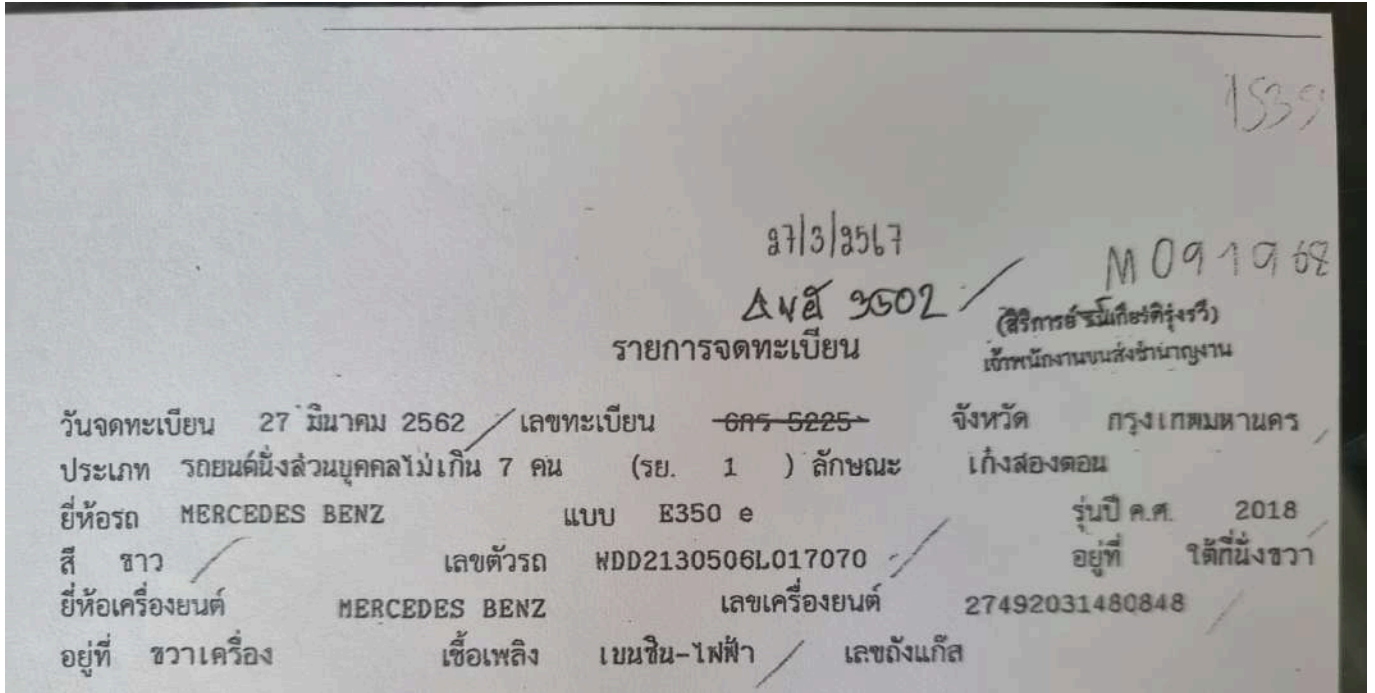 1539
27/3/2567
M091968
3502
(สิริการย์ ธนเกียรติรุ่งรวี)
รายการจดทะเบียน
เจ้าพนักงานขนส่งชำนาญงาน
วันจดทะเบียน 27 มีนาคม 2562 เลขทะเบียน 6กร 5225 จังหวัด กรุงเทพมหานคร
ประเภท รถยนต์นั่งส่วนบุคคลไม่เกิน 7 คน (รย. 1 ) ลักษณะ เก๋งสองตอน
ยี่ห้อรถ MERCEDES BENZ แบบ E350 e รุ่นปี ค.ศ. 2018
สี ขาว เลขตัวรถ WDD2130506L017070 อยู่ที่ ใต้ที่นั่งขวา
ยี่ห้อเครื่องยนต์ MERCEDES BENZ เลขเครื่องยนต์ 27492031480848
อยู่ที่ ขวาเครื่อง เชื้อเพลิง เบนซิน-ไฟฟ้า เลขถังแก๊ส